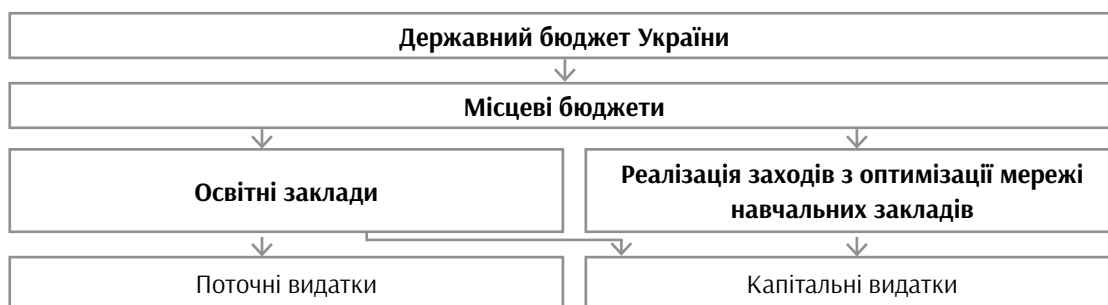 Державний бюджет України
Місцеві бюджети
Освітні заклади
Реалізація заходів з оптимізації мережі
навчальних закладів
Поточні видатки
Капітальні видатки